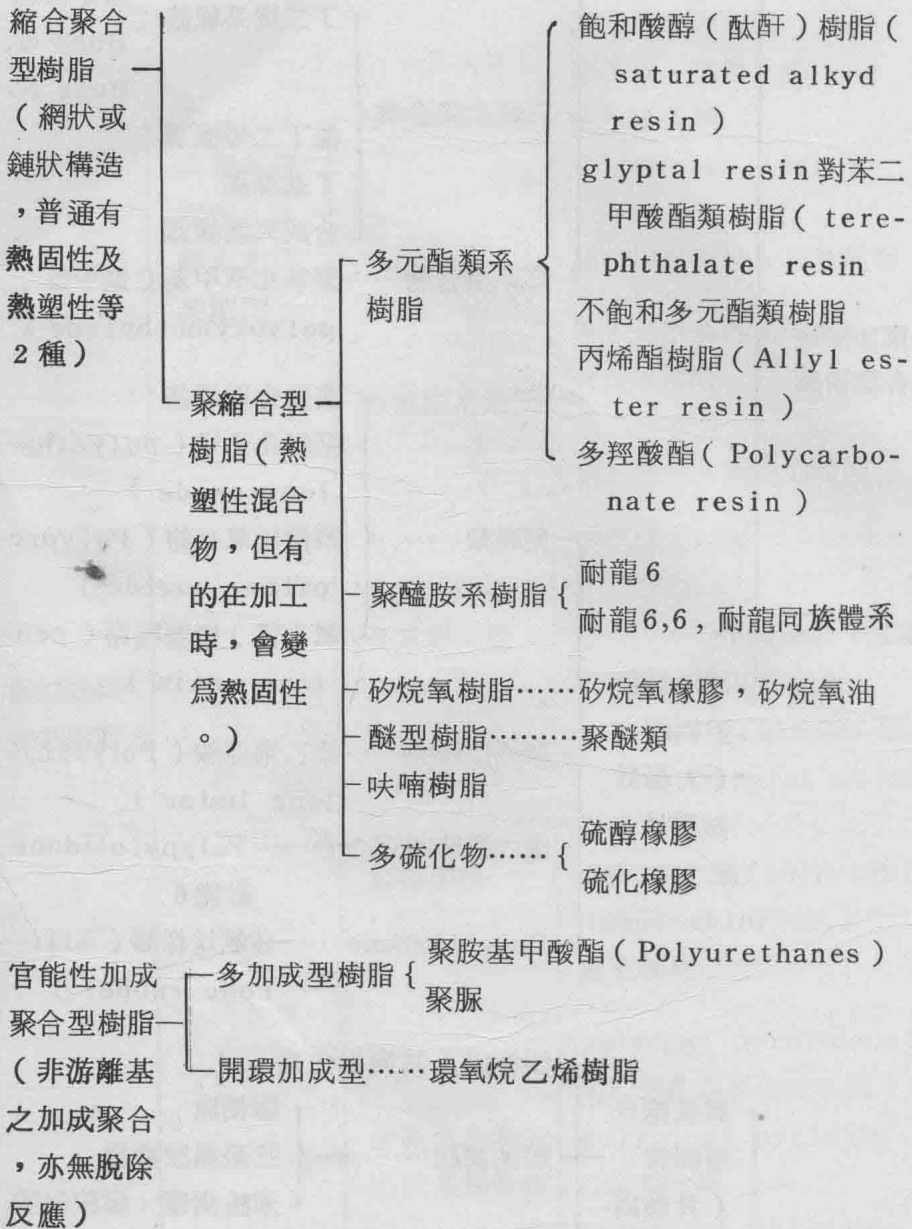 縮合聚合
型樹脂
（網狀或
鏈狀構造
，普通有
熱固性及
熱塑性等
2種）
聚縮合型
樹脂（熱
塑性混合
物，但有
的在加工
時，會變
爲熱固性
。）
多元酯類系
樹脂
飽和酸醇（酞酐）樹脂（
saturated alkyd
resin）
glyptal resin 對苯二
甲酸酯類樹脂（tere-
phthalate resin
不飽和多元酯類樹脂
丙烯酯樹脂（Allyl es-
ter resin）
多羥酸酯（Polycarbo-
nate resin）
聚醯胺系樹脂{
耐龍6
耐龍6,6，耐龍同族體系
矽烷氧樹脂……矽烷氧橡膠，矽烷氧油
醚型樹脂………聚醚類
呋喃樹脂
多硫化物……{
硫醇橡膠
硫化橡膠
官能性加成
聚合型樹脂
（非游離基
之加成聚合
，亦無脫除
反應）
多加成型樹脂{
聚胺基甲酸酯（Polyurethanes）
聚脲
開環加成型……環氧烷乙烯樹脂